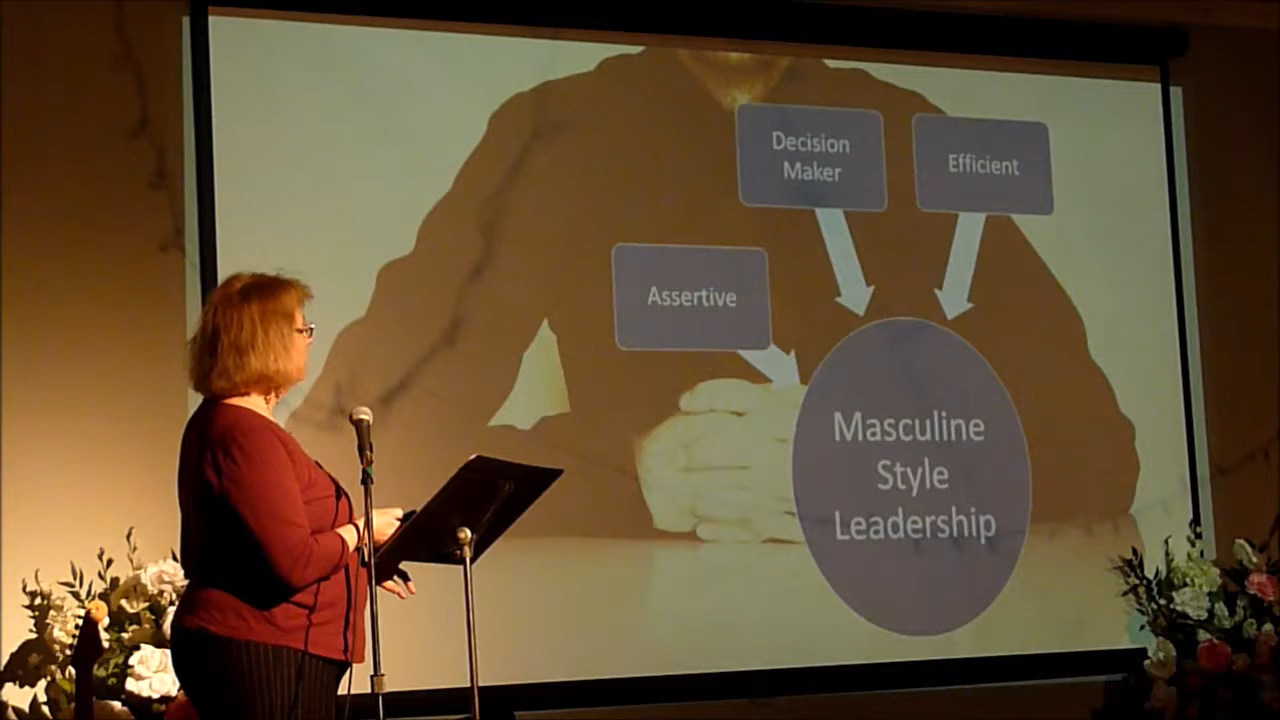 Decision
Maker
Efficient
Assertive
Masculine
Style
Leadership